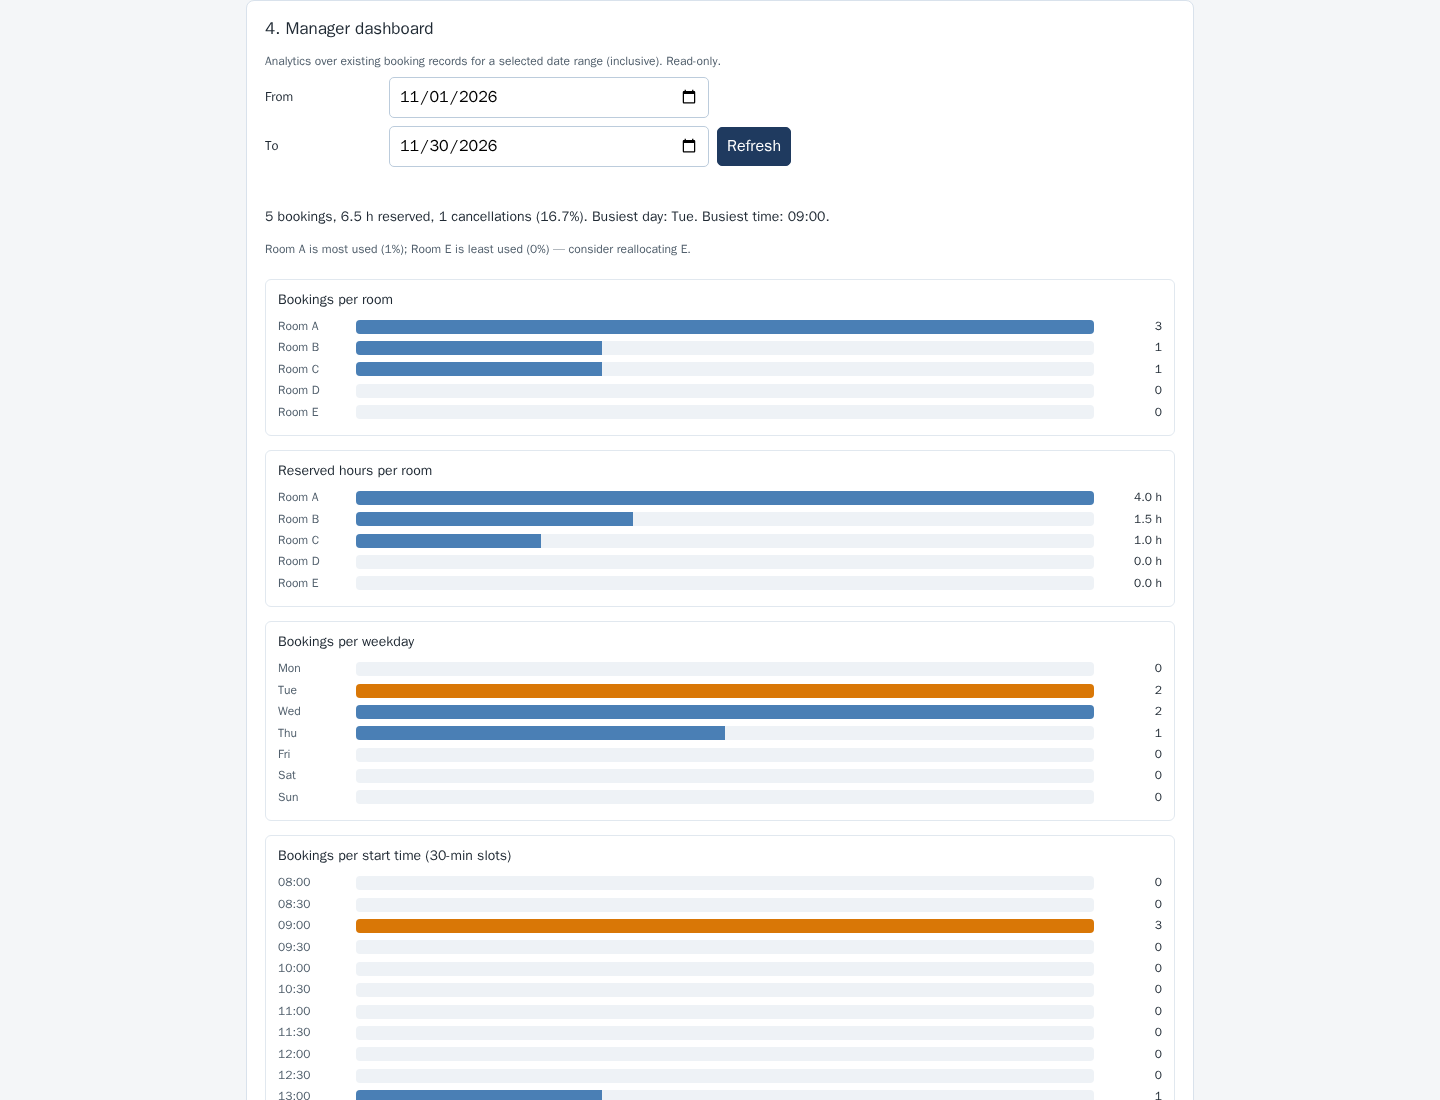 4. Manager dashboard
Analytics over existing booking records for a selected date range (inclusive). Read-only.
From 11/01/2026
To 11/30/2026 Refresh
5 bookings, 6.5 h reserved, 1 cancellations (16.7%). Busiest day: Tue. Busiest time: 09:00.
Room A is most used (1%); Room E is least used (0%) — consider reallocating E.
Bookings per room
Room A 3
Room B 1
Room C 1
Room D 0
Room E 0
Reserved hours per room
Room A 4.0 h
Room B 1.5 h
Room C 1.0 h
Room D 0.0 h
Room E 0.0 h
Bookings per weekday
Mon 0
Tue 2
Wed 2
Thu 1
Fri 0
Sat 0
Sun 0
Bookings per start time (30-min slots)
08:00 0
08:30 0
09:00 3
09:30 0
10:00 0
10:30 0
11:00 0
11:30 0
12:00 0
12:30 0
13:00 1